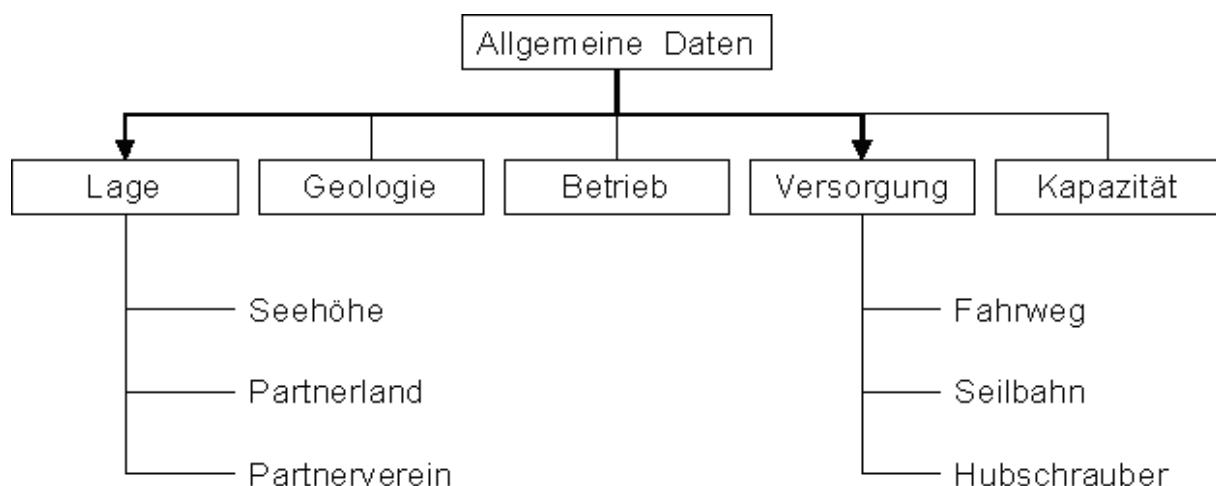 Allgemeine Daten
Lage
Geologie
Betrieb
Versorgung
Kapazität
Seehöhe
Fahrweg
Partnerland
Seilbahn
Partnerverein
Hubschrauber